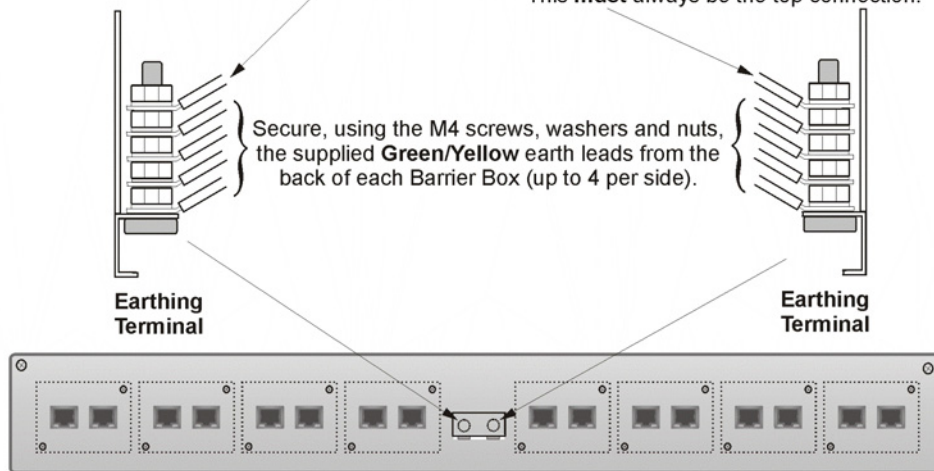 This must always be the top connection.
Secure, using the M4 screws, washers and nuts,
the supplied Green/Yellow earth leads from the
back of each Barrier Box (up to 4 per side).
Earthing
Terminal
Earthing
Terminal